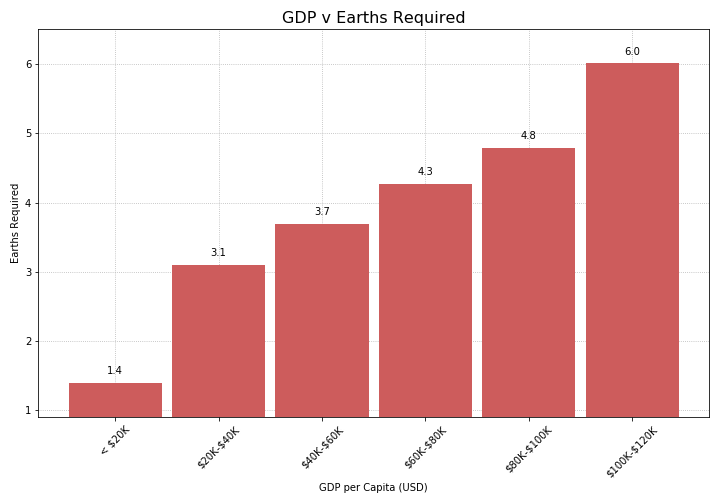 GDP v Earths Required
6.0
4.8
4.3
3.7
3.1
1.4
6
5
4
3
2
1
Earths Required
< $20K
$20K-$40K
$40K-$60K
$60K-$80K
$80K-$100K
$100K-$120K
GDP per Capita (USD)